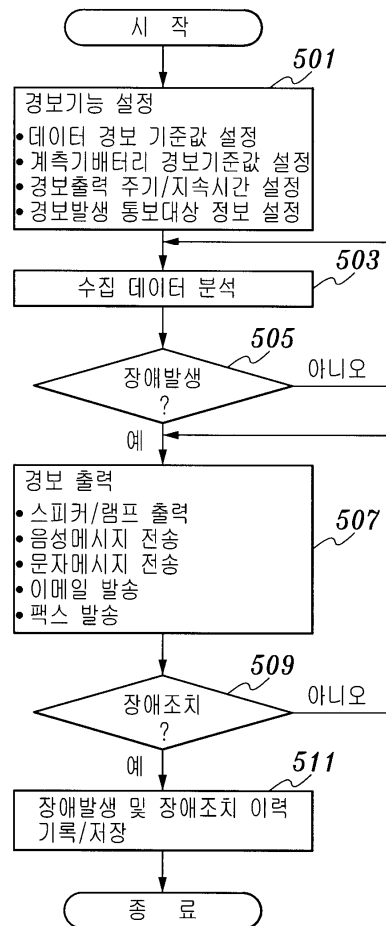 시 작
501
경보기능 설정
•데이터 경보 기준값 설정
•계측기배터리 경보기준값 설정
•경보출력 주기/지속시간 설정
•경보발생 통보대상 정보 설정
503
수집 데이터 분석
505
장애발생
?
아니오
예
경보 출력
•스피커/램프 출력
•음성메시지 전송
•문자메시지 전송
•이메일 발송
•팩스 발송
507
509
장애조치
?
아니오
예
511
장애발생 및 장애조치 이력
기록/저장
종 료